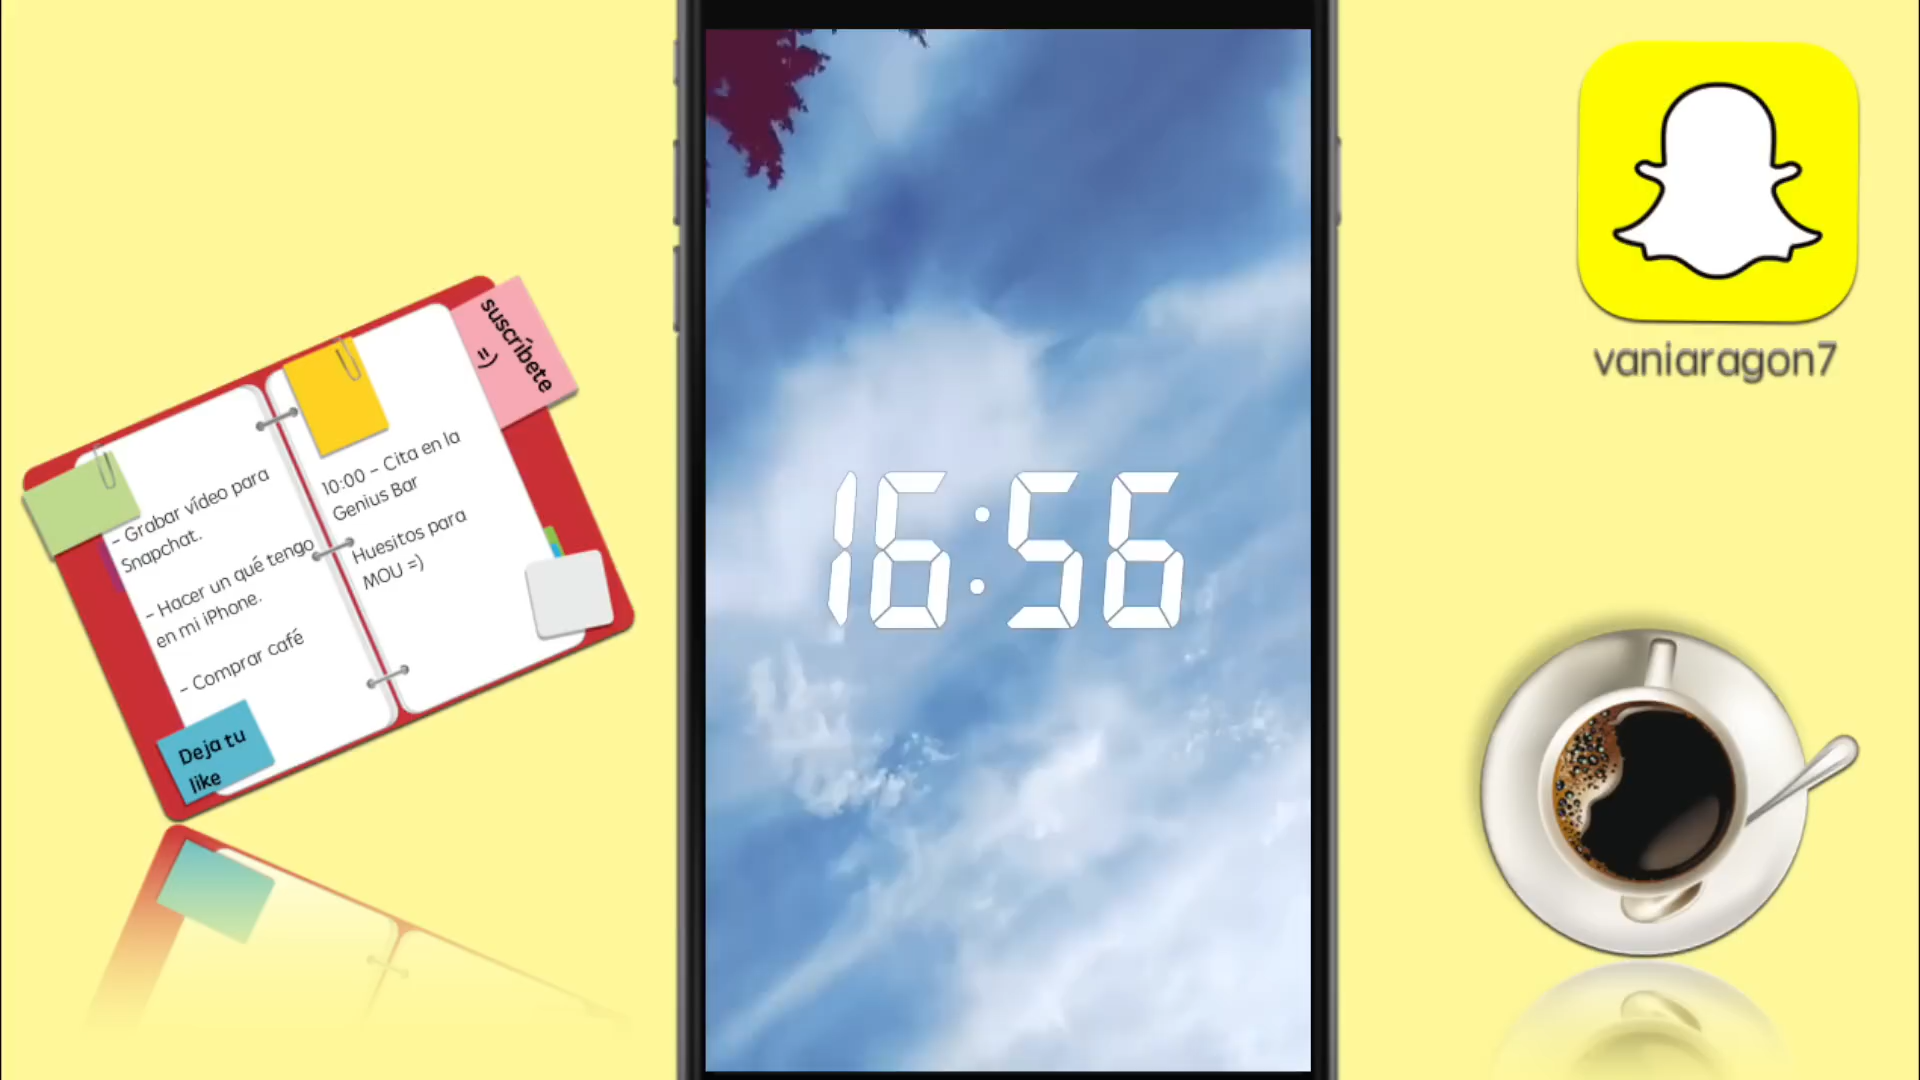 suscríbete
=)
10:00 – Cita en la
Genius Bar
Huesitos para
MOU =)
– Grabar vídeo para
Snapchat.
– Hacer un qué tengo
en mi iPhone.
– Comprar café
Deja tu
like
16:56
vaniaragon7